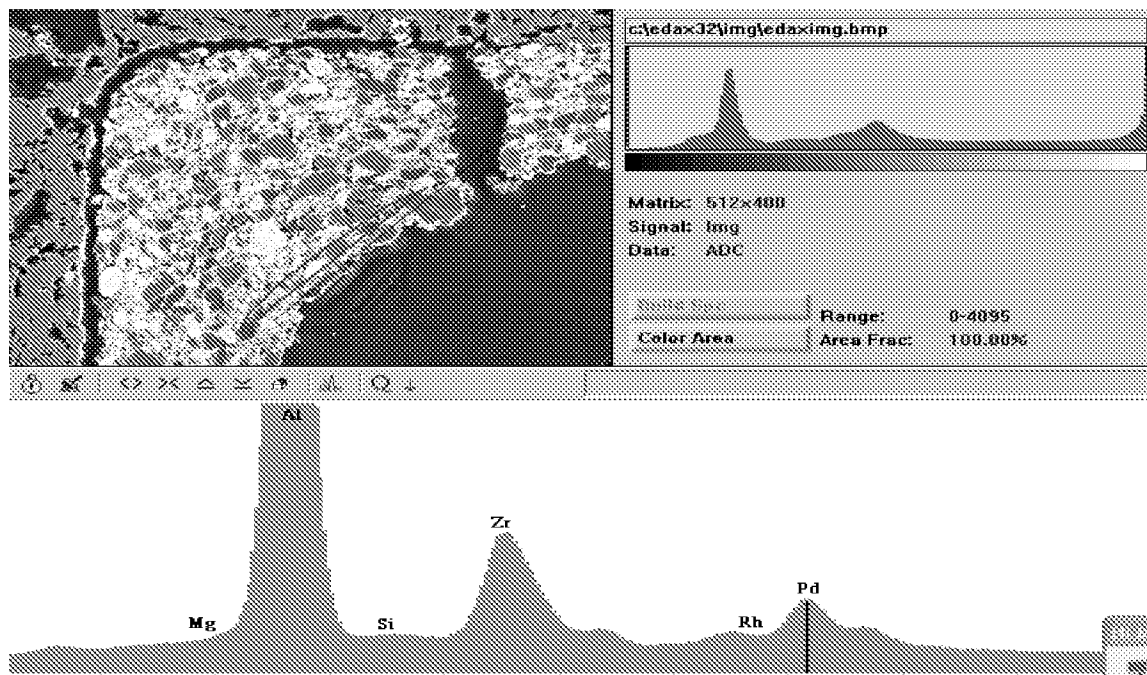 c:\edax32\img\edaximg.bmp
Matrix: 512x400
Signal: Img
Data: ADC
Range: 0-4095
Color Area
Area Frac: 100.00%
Al
Zr
Pd
Mg
Si
Rh